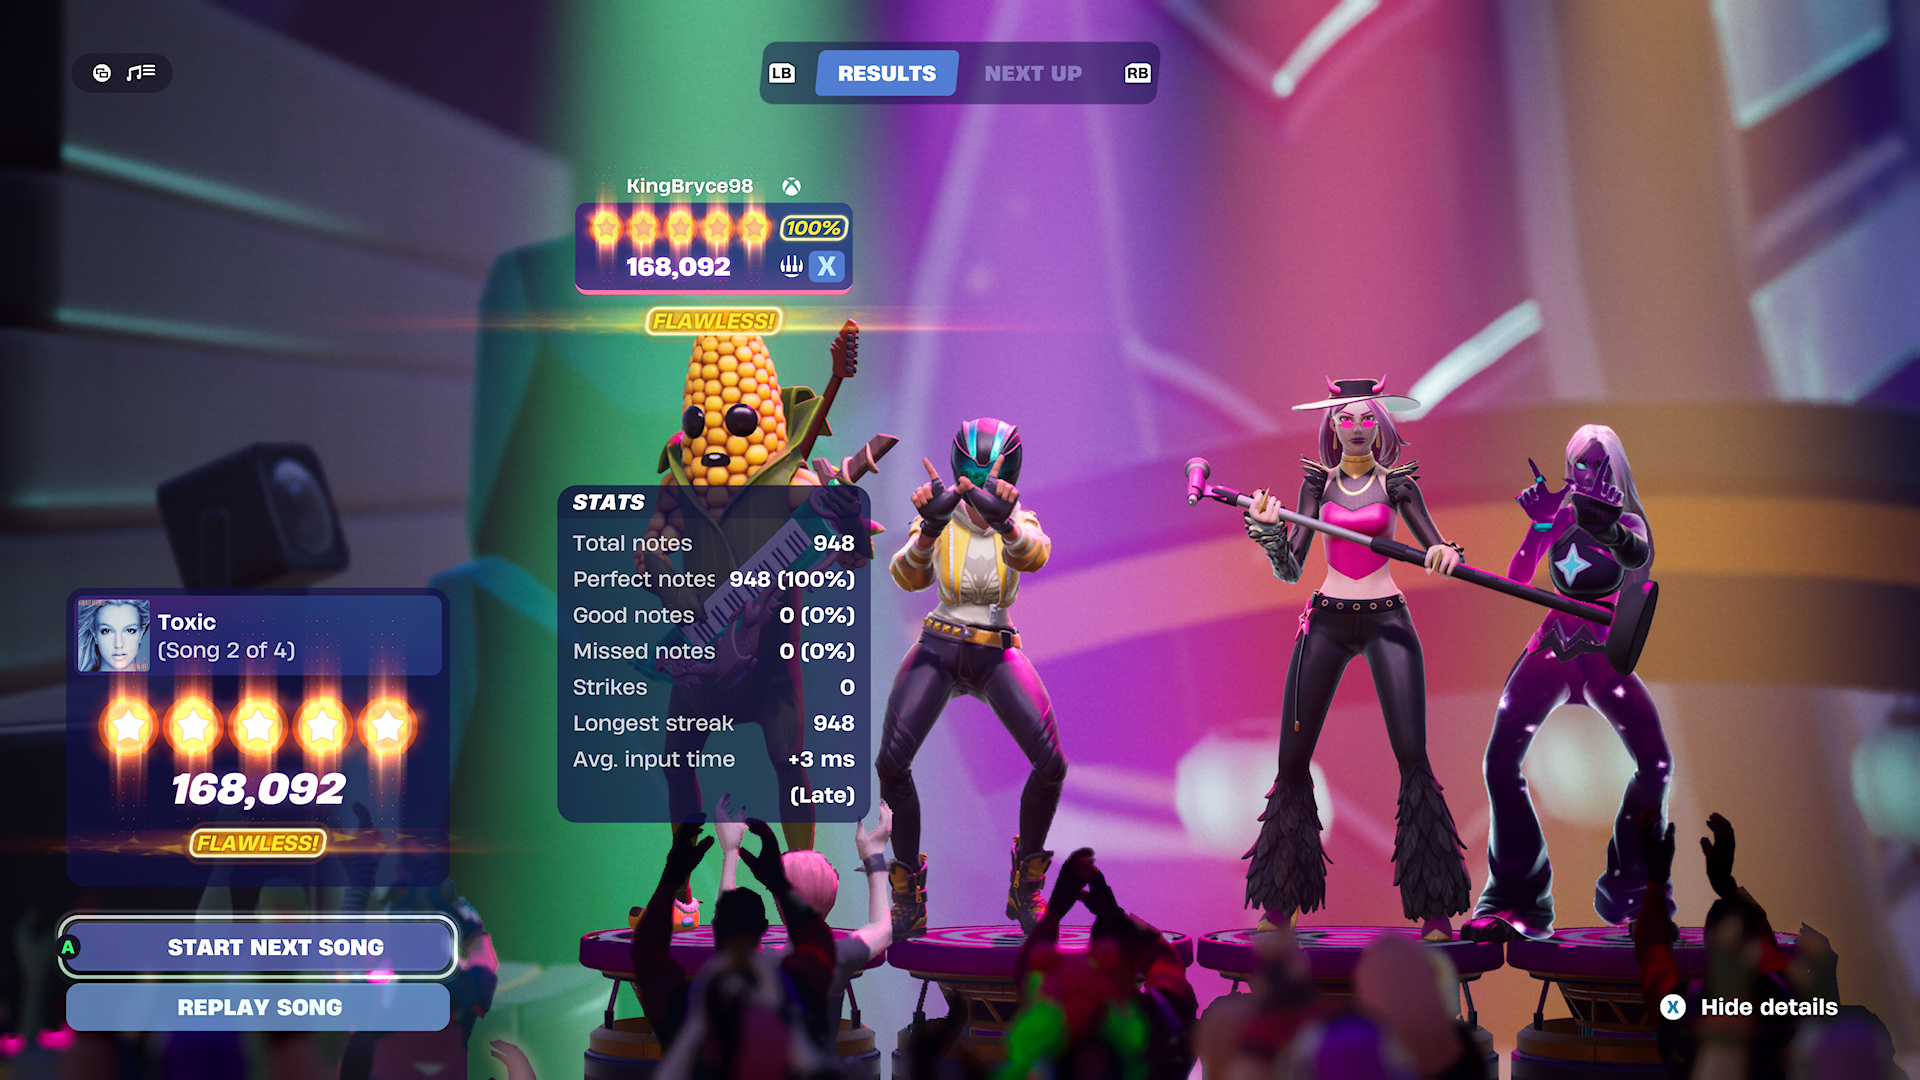 LB RESULTS NEXT UP RB
KingBryce98
100%
168,092 X
FLAWLESS!
STATS
Total notes 948
Perfect notes 948 (100%)
Good notes 0 (0%)
Missed notes 0 (0%)
Strikes 0
Longest streak 948
Avg. input time +3 ms
(Late)
Toxic
(Song 2 of 4)
168,092
FLAWLESS!
A START NEXT SONG
REPLAY SONG
X Hide details